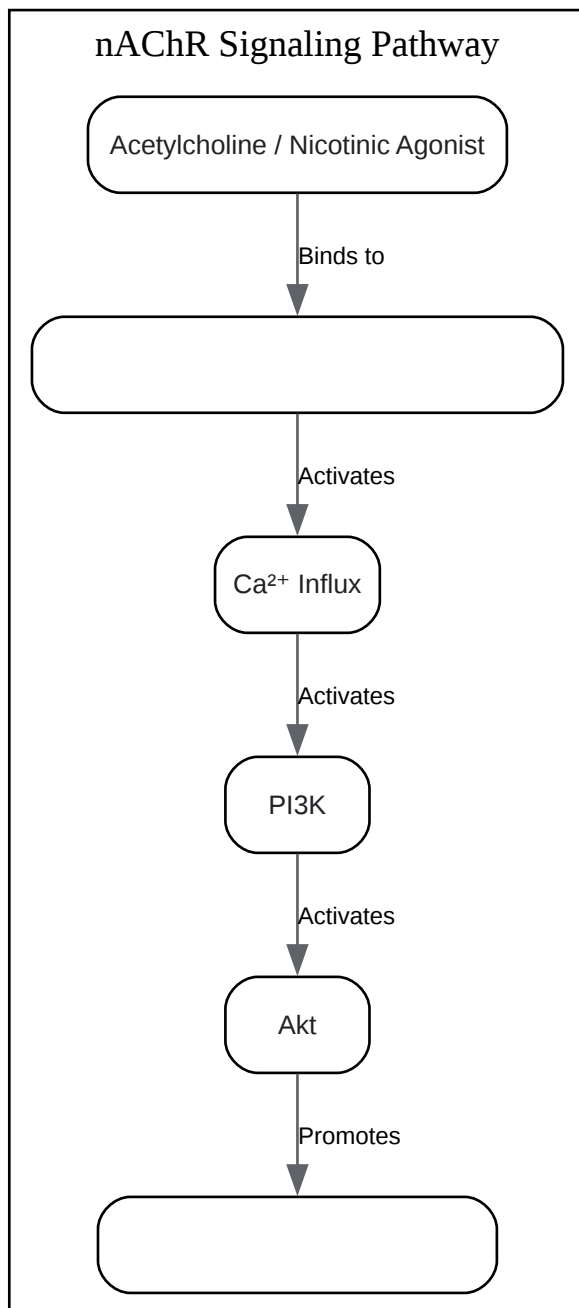 nAChR Signaling Pathway
Acetylcholine / Nicotinic Agonist
Binds to
Activates
Ca²⁺ Influx
Activates
PI3K
Activates
Akt
Promotes